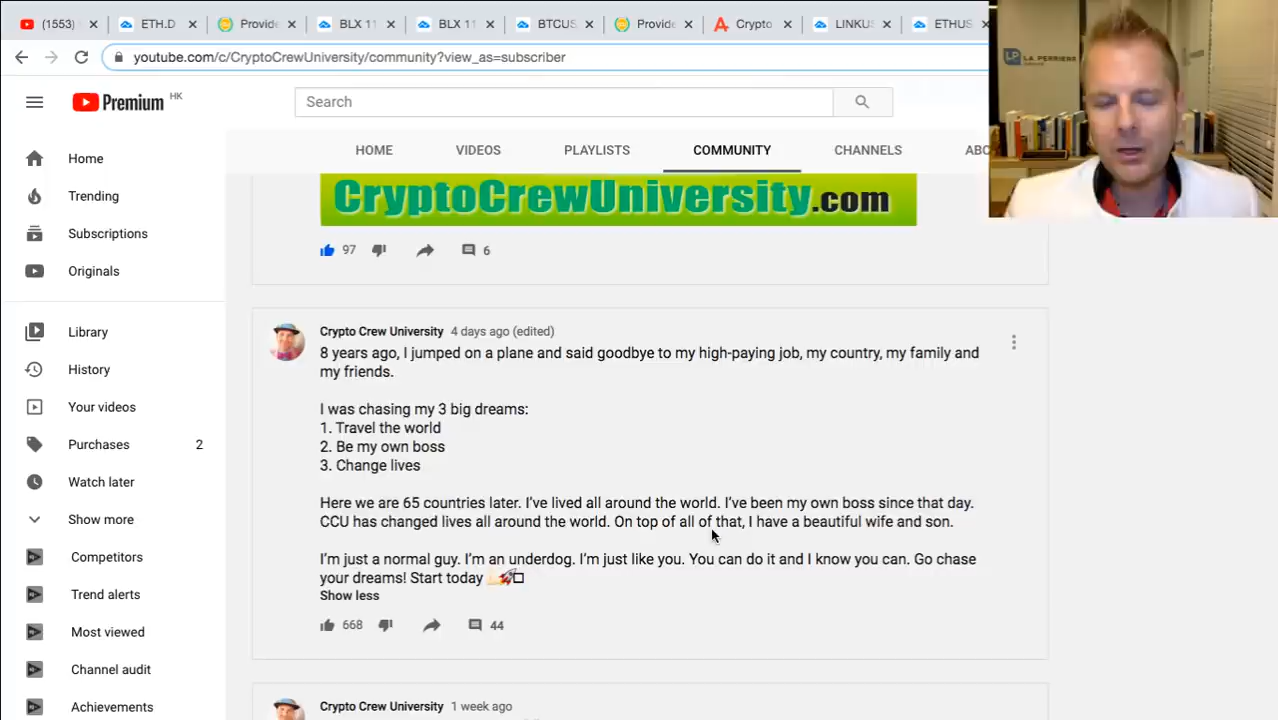 (1553)
ETH.D
Provide
BLX 11
BLX 11
BTCUS
Provide
Crypto
LINKUS
ETHUS
youtube.com/c/CryptoCrewUniversity/community?view_as=subscriber
LP LA PERRIERE
Premium HK
Search
HOME
VIDEOS
PLAYLISTS
COMMUNITY
CHANNELS
ABO
Home
Trending
Subscriptions
Originals
Library
History
Your videos
Purchases 2
Watch later
Show more
Competitors
Trend alerts
Most viewed
Channel audit
Achievements
CryptoCrewUniversity.com
97
6
Crypto Crew University 4 days ago (edited)
8 years ago, I jumped on a plane and said goodbye to my high-paying job, my country, my family and
my friends.
I was chasing my 3 big dreams:
1. Travel the world
2. Be my own boss
3. Change lives
Here we are 65 countries later. I've lived all around the world. I've been my own boss since that day.
CCU has changed lives all around the world. On top of all of that, I have a beautiful wife and son.
I'm just a normal guy. I'm an underdog. I'm just like you. You can do it and I know you can. Go chase
your dreams! Start today
Show less
668
44
Crypto Crew University 1 week ago